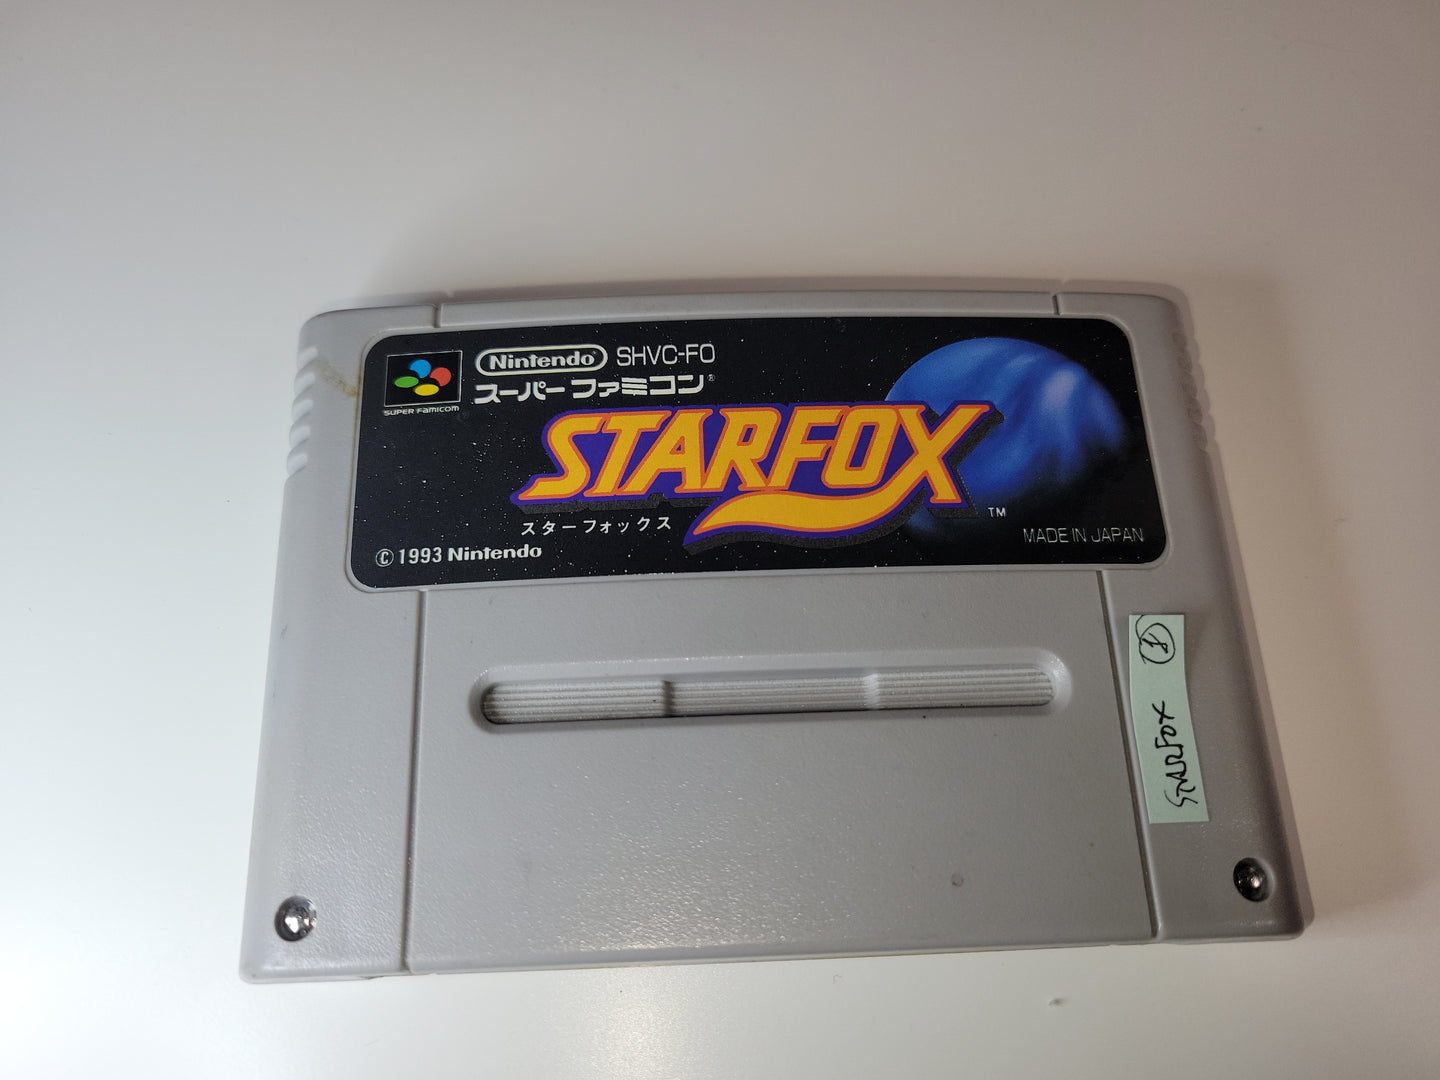 Nintendo® SHVC-FO
スーパーファミコン®
SUPER FAMICOM
STARFOX
TM
スターフォックス
© 1993 Nintendo
MADE IN JAPAN
STARFOX